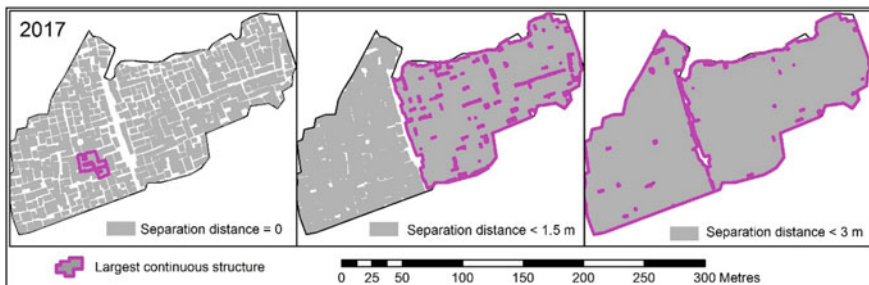 2017
Separation distance = 0
Separation distance < 1.5 m
Separation distance < 3 m
Largest continuous structure
0 25 50 100 150 200 250 300 Metres